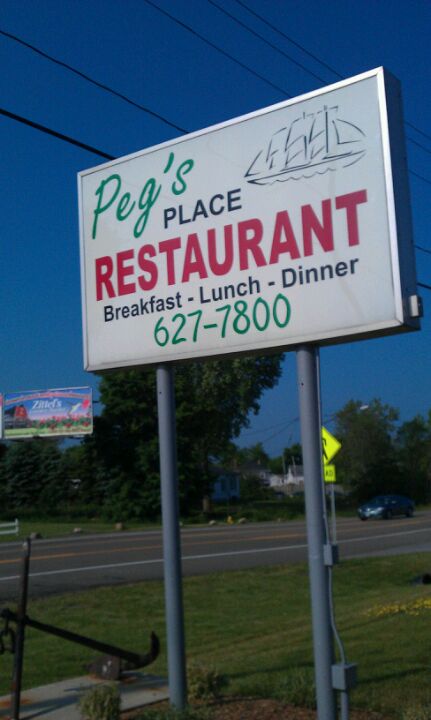 Peg's
PLACE
RESTAURANT
Breakfast - Lunch - Dinner
627-7800
Zittel's